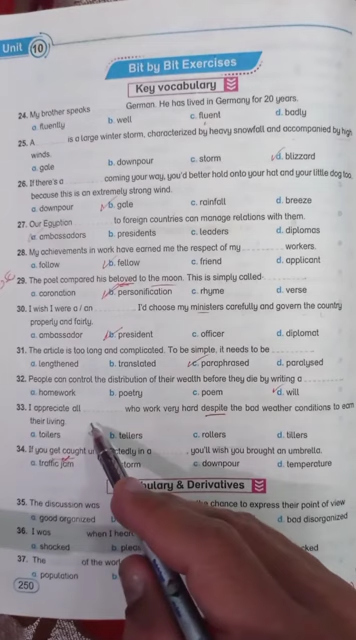 Unit 10
Bit by Bit Exercises
Key vocabulary
24. My brother speaks German. He has lived in Germany for 20 years.
a. fluently b. well c. fluent d. badly
25. A is a large winter storm, characterized by heavy snowfall and accompanied by high
winds.
a. gale b. downpour c. storm d. blizzard
26. If there's a coming your way, you'd better hold onto your hat and your little dog too,
because this is an extremely strong wind.
a. downpour b. gale c. rainfall d. breeze
27. Our Egyptian to foreign countries can manage relations with them.
a. ambassadors b. presidents c. leaders d. diplomas
28. My achievements in work have earned me the respect of my workers.
a. follow b. fellow c. friend d. applicant
29. The poet compared his beloved to the moon. This is simply called
a. coronation b. personification c. rhyme d. verse
30. I wish I were a / an I'd choose my ministers carefully and govern the country
properly and fairly.
a. ambassador b. president c. officer d. diplomat
31. The article is too long and complicated. To be simple, it needs to be
a. lengthened b. translated c. paraphrased d. paralysed
32. People can control the distribution of their wealth before they die by writing a
a. homework b. poetry c. poem d. will
33. I appreciate all who work very hard despite the bad weather conditions to earn
their living.
a. toilers b. tellers c. rollers d. tillers
34. If you get caught in a , you'll wish you brought an umbrella.
a. traffic jam c. downpour d. temperature
& Derivatives
35. The discussion was chance to express their point of view
a. good organized d. bad disorganized
36. I was when I hear
a. shocked b.
37. The of the
a. population b
250